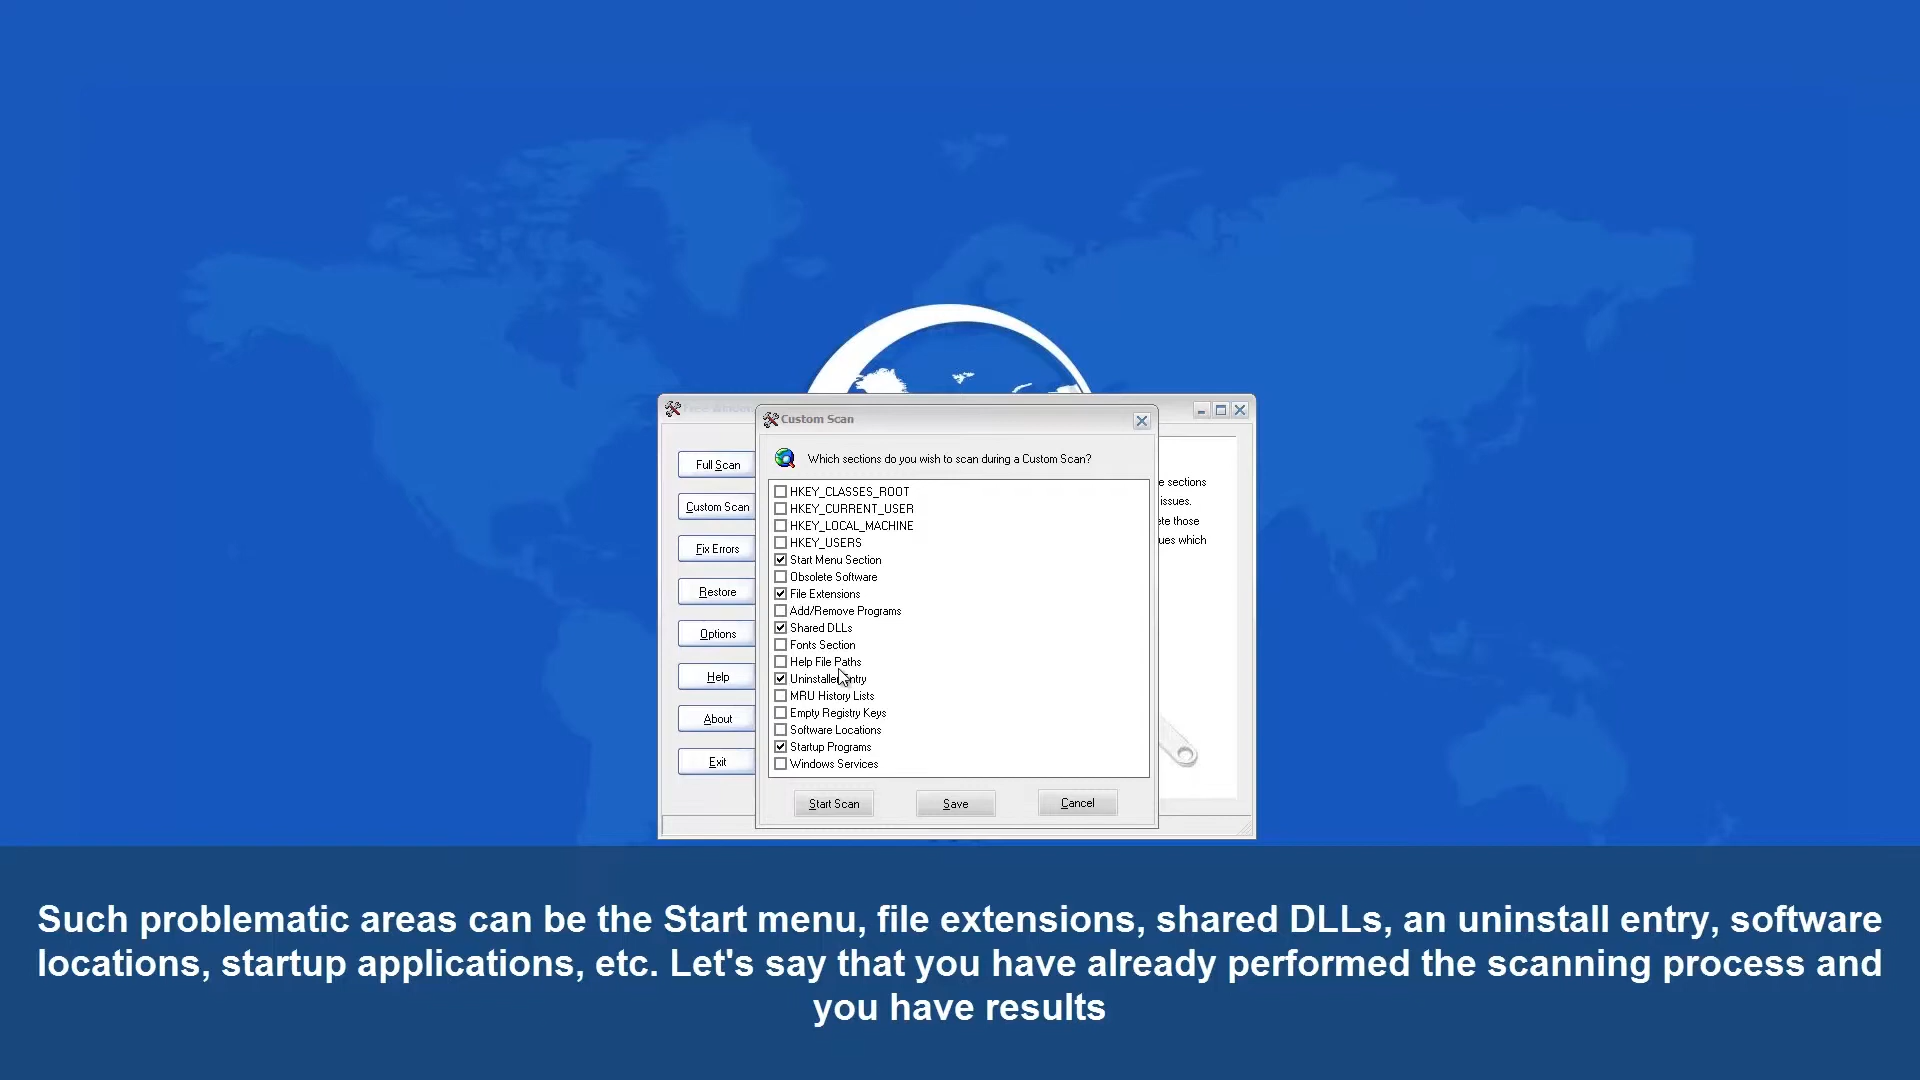 Custom Scan
Which sections do you wish to scan during a Custom Scan?
Full Scan
Custom Scan
Fix Errors
Restore
Options
Help
About
Exit
HKEY_CLASSES_ROOT
HKEY_CURRENT_USER
HKEY_LOCAL_MACHINE
HKEY_USERS
Start Menu Section
Obsolete Software
File Extensions
Add/Remove Programs
Shared DLLs
Fonts Section
Help File Paths
Uninstaller Entry
MRU History Lists
Empty Registry Keys
Software Locations
Startup Programs
Windows Services
Start Scan
Save
Cancel
sections
issues.
those
which
Such problematic areas can be the Start menu, file extensions, shared DLLs, an uninstall entry, software
locations, startup applications, etc. Let's say that you have already performed the scanning process and
you have results